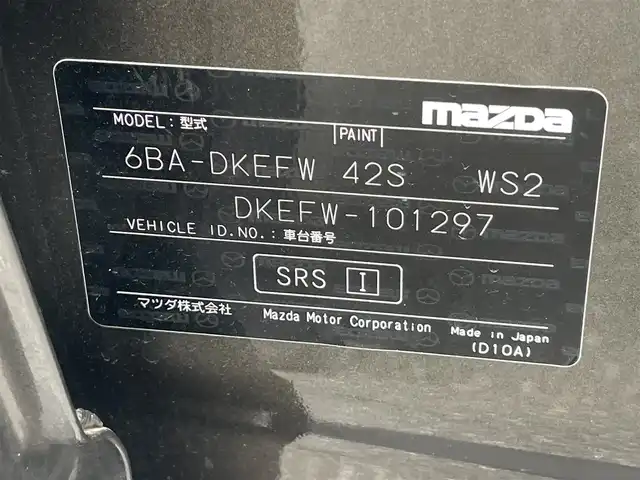 mazda
MODEL: 型式
PAINT
6BA-DKEFW 42S WS2
DKEFW-101297
VEHICLE ID.NO.: 車台番号
SRS I
マツダ株式会社 Mazda Motor Corporation Made in Japan
(D10A)